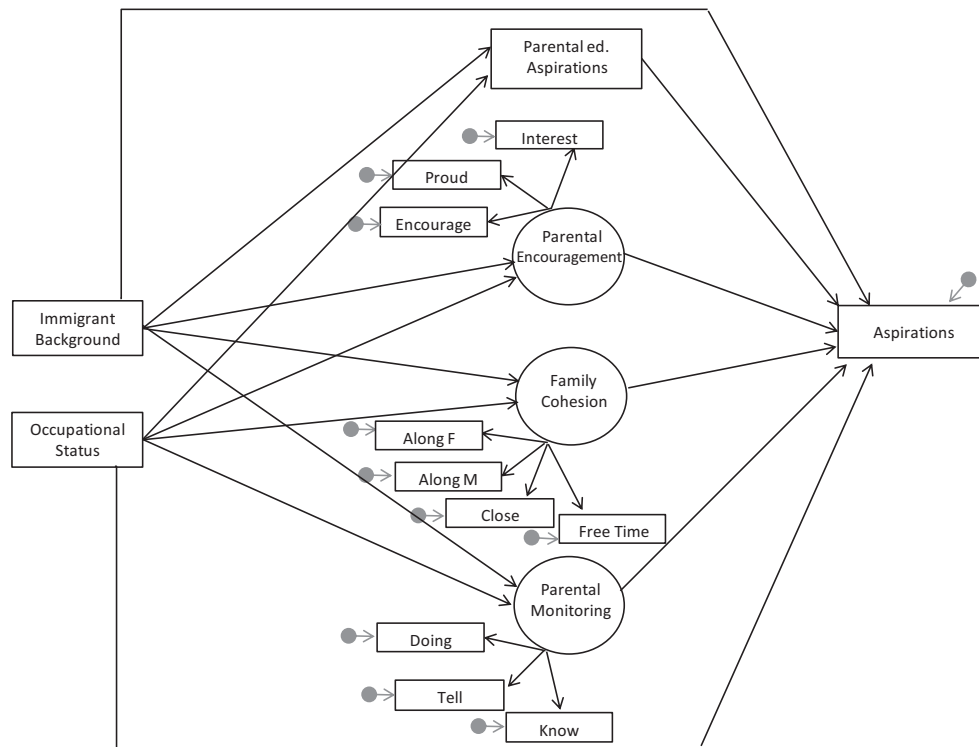 Parental ed.
Aspirations
Interest
Proud
Encourage
Parental
Encouragement
Immigrant
Background
Aspirations
Family
Cohesion
Occupational
Status
Along F
Along M
Close
Free Time
Parental
Monitoring
Doing
Tell
Know